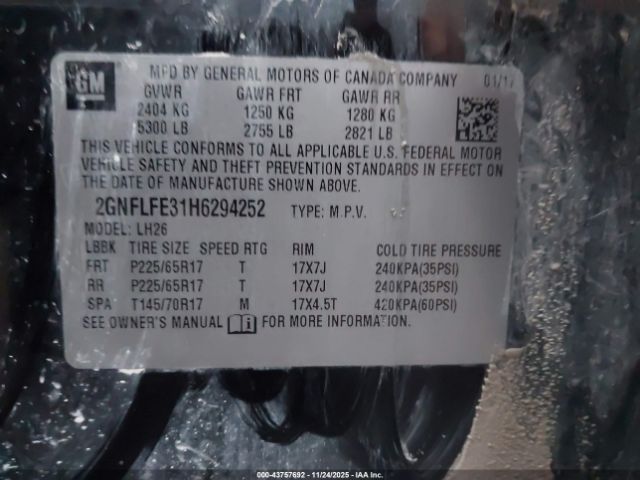 GM
MFD BY GENERAL MOTORS OF CANADA COMPANY 01/17
GVWR GAWR FRT GAWR RR
2404 KG 1250 KG 1280 KG
5300 LB 2755 LB 2821 LB
THIS VEHICLE CONFORMS TO ALL APPLICABLE U.S. FEDERAL MOTOR
VEHICLE SAFETY AND THEFT PREVENTION STANDARDS IN EFFECT ON
THE DATE OF MANUFACTURE SHOWN ABOVE.
2GNFLFE31H6294252 TYPE: M.P.V.
MODEL: LH26
LBBK TIRE SIZE SPEED RTG RIM COLD TIRE PRESSURE
FRT P225/65R17 T 17X7J 240KPA(35PSI)
RR P225/65R17 T 17X7J 240KPA(35PSI)
SPA T145/70R17 M 17X4.5T 420KPA(60PSI)
SEE OWNER'S MANUAL FOR MORE INFORMATION.
000-43757692 - 11/24/2025 - IAA Inc.